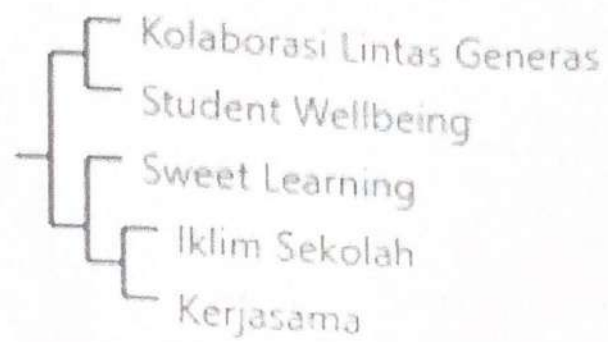 Kolaborasi Lintas Generas
Student Wellbeing
Sweet Learning
Iklim Sekolah
Kerjasama